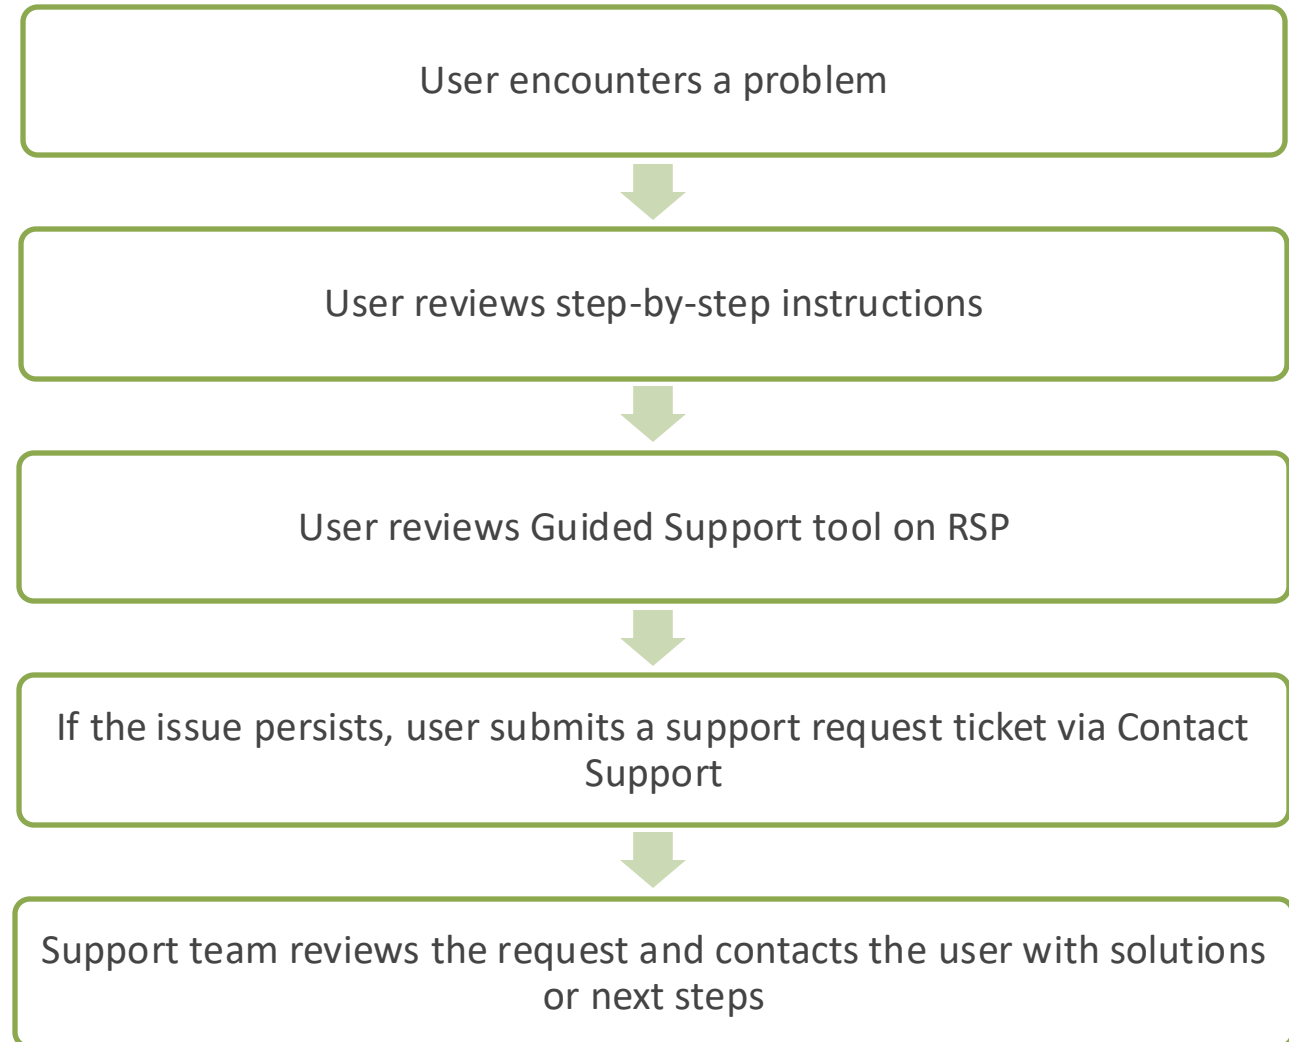 User encounters a problem
User reviews step-by-step instructions
User reviews Guided Support tool on RSP
If the issue persists, user submits a support request ticket via Contact
Support
Support team reviews the request and contacts the user with solutions
or next steps